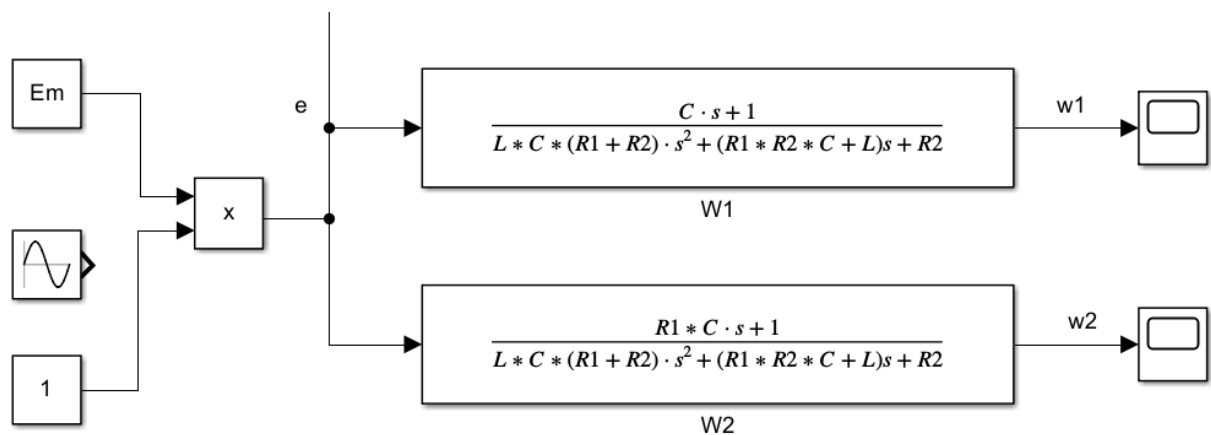 Em
e
C · s + 1
L ∗ C ∗ (R1 + R2) · s² + (R1 ∗ R2 ∗ C + L)s + R2
w1
W1
x
R1 ∗ C · s + 1
L ∗ C ∗ (R1 + R2) · s² + (R1 ∗ R2 ∗ C + L)s + R2
w2
1
W2